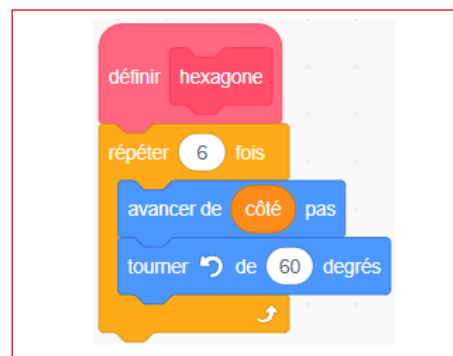 définir hexagone
répéter 6 fois
avancer de côté pas
tourner de 60 degrés